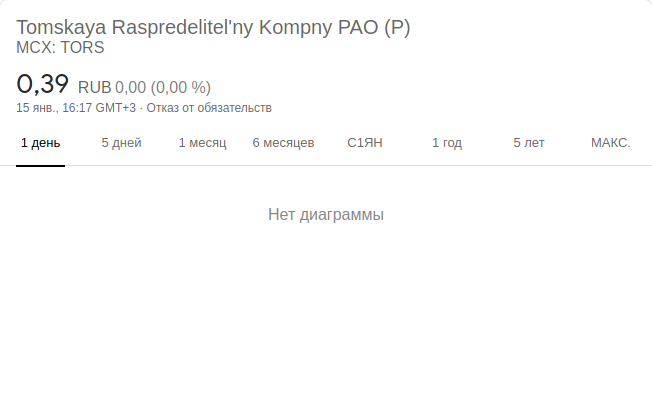 Tomskaya Raspredelitel'ny Kompny PAO (P)
MCX: TORS
0,39 RUB 0,00 (0,00 %)
15 янв., 16:17 GMT+3 · Отказ от обязательств
1 день 5 дней 1 месяц 6 месяцев С1ЯН 1 год 5 лет МАКС.
Нет диаграммы